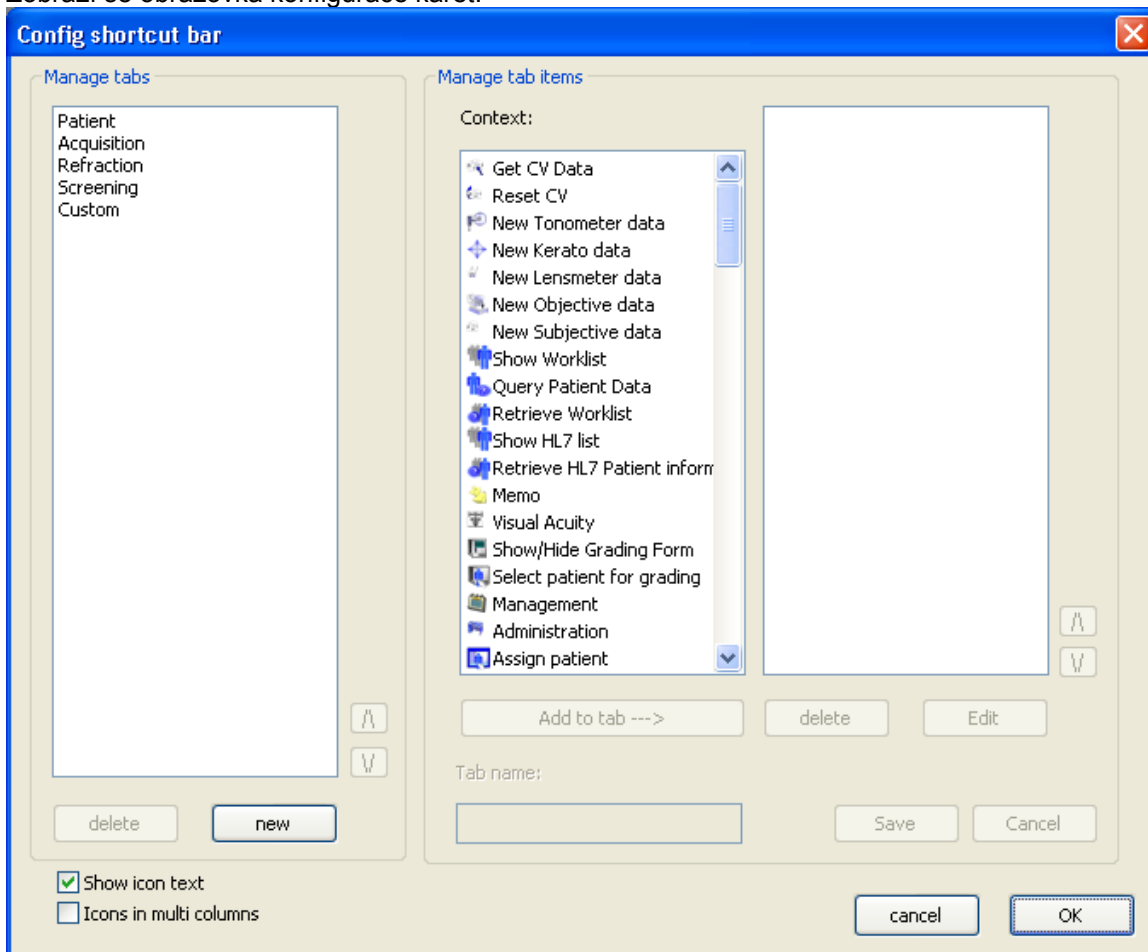 Zobrazí se obrazovka konfigurace karet.
Config shortcut bar
Manage tabs
Patient
Acquisition
Refraction
Screening
Custom
/\
\/
delete
new
Manage tab items
Context:
Get CV Data
Reset CV
New Tonometer data
New Kerato data
New Lensmeter data
New Objective data
New Subjective data
Show Worklist
Query Patient Data
Retrieve Worklist
Show HL7 list
Retrieve HL7 Patient inform
Memo
Visual Acuity
Show/Hide Grading Form
Select patient for grading
Management
Administration
Assign patient
/\
\/
Add to tab --->
delete
Edit
Tab name:
Save
Cancel
Show icon text
Icons in multi columns
cancel
OK